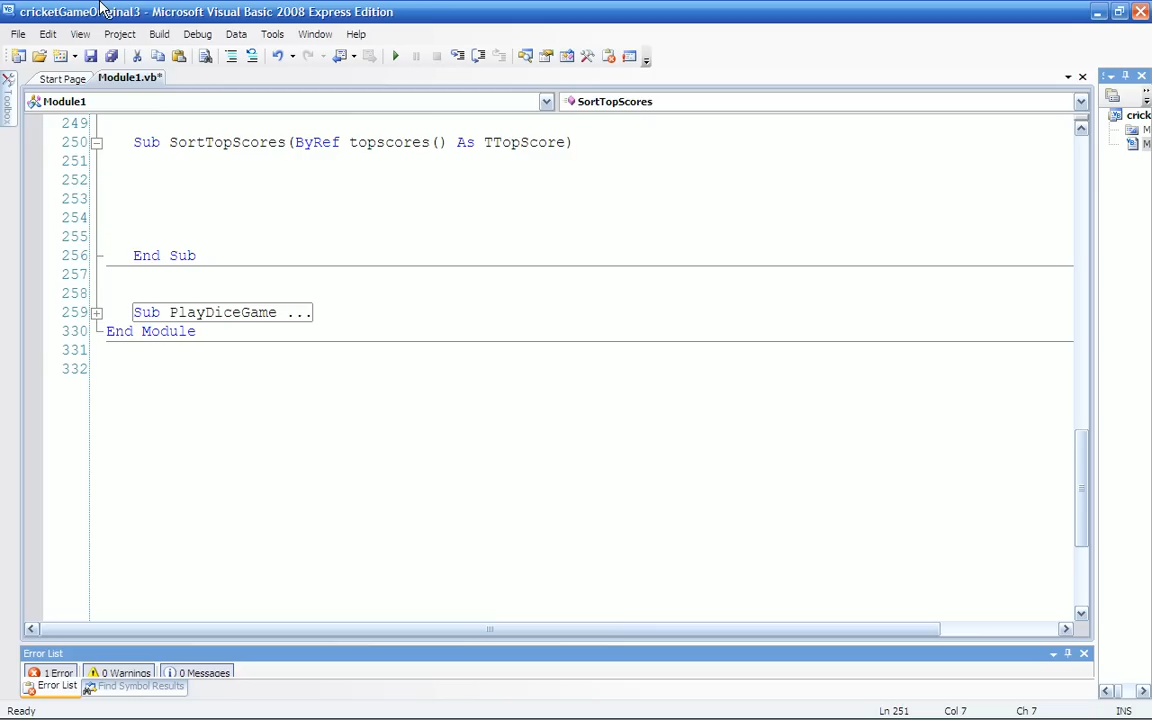 cricketGameOriginal3 - Microsoft Visual Basic 2008 Express Edition
File Edit View Project Build Debug Data Tools Window Help
Start Page Module1.vb*
Toolbox
Module1 SortTopScores
crick
249
250 Sub SortTopScores(ByRef topscores() As TTopScore)
251
252
253
254
255
256 End Sub
257
258
259 Sub PlayDiceGame ...
330 End Module
331
332
Error List
1 Error 0 Warnings 0 Messages
Error List Find Symbol Results
Ready Ln 251 Col 7 Ch 7 INS